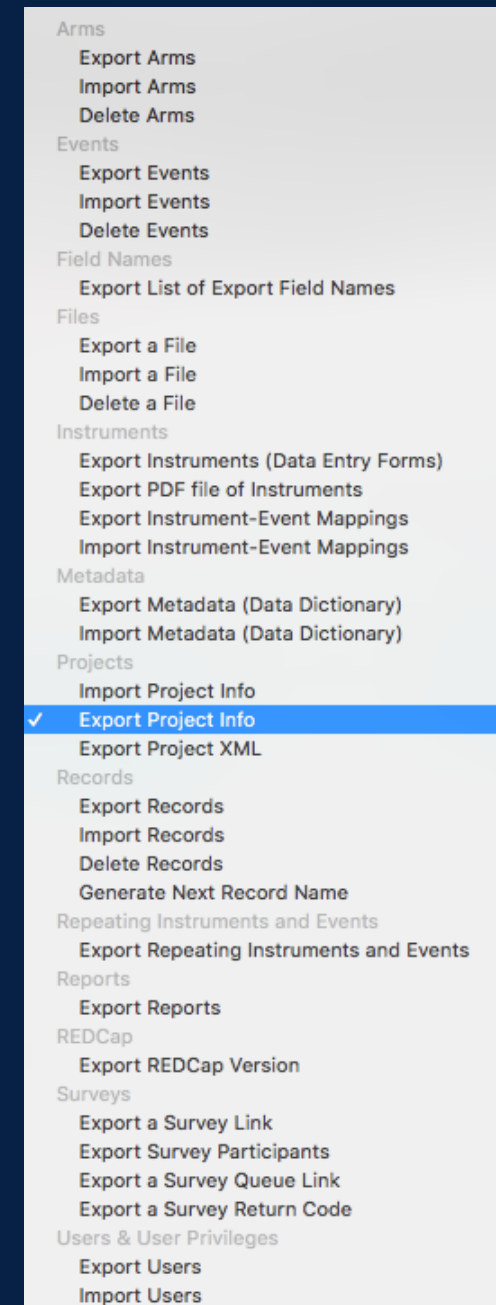 Arms
Export Arms
Import Arms
Delete Arms
Events
Export Events
Import Events
Delete Events
Field Names
Export List of Export Field Names
Files
Export a File
Import a File
Delete a File
Instruments
Export Instruments (Data Entry Forms)
Export PDF file of Instruments
Export Instrument-Event Mappings
Import Instrument-Event Mappings
Metadata
Export Metadata (Data Dictionary)
Import Metadata (Data Dictionary)
Projects
Import Project Info
✓ Export Project Info
Export Project XML
Records
Export Records
Import Records
Delete Records
Generate Next Record Name
Repeating Instruments and Events
Export Repeating Instruments and Events
Reports
Export Reports
REDCap
Export REDCap Version
Surveys
Export a Survey Link
Export Survey Participants
Export a Survey Queue Link
Export a Survey Return Code
Users & User Privileges
Export Users
Import Users